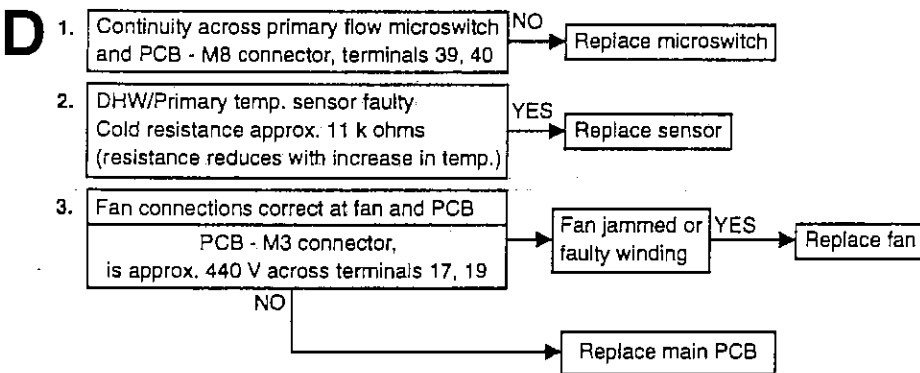 D
1. Continuity across primary flow microswitch
and PCB - M8 connector, terminals 39, 40
NO
Replace microswitch
2. DHW/Primary temp. sensor faulty
Cold resistance approx. 11 k ohms
(resistance reduces with increase in temp.)
YES
Replace sensor
3. Fan connections correct at fan and PCB
PCB - M3 connector,
is approx. 440 V across terminals 17, 19
Fan jammed or
faulty winding
YES
Replace fan
NO
Replace main PCB